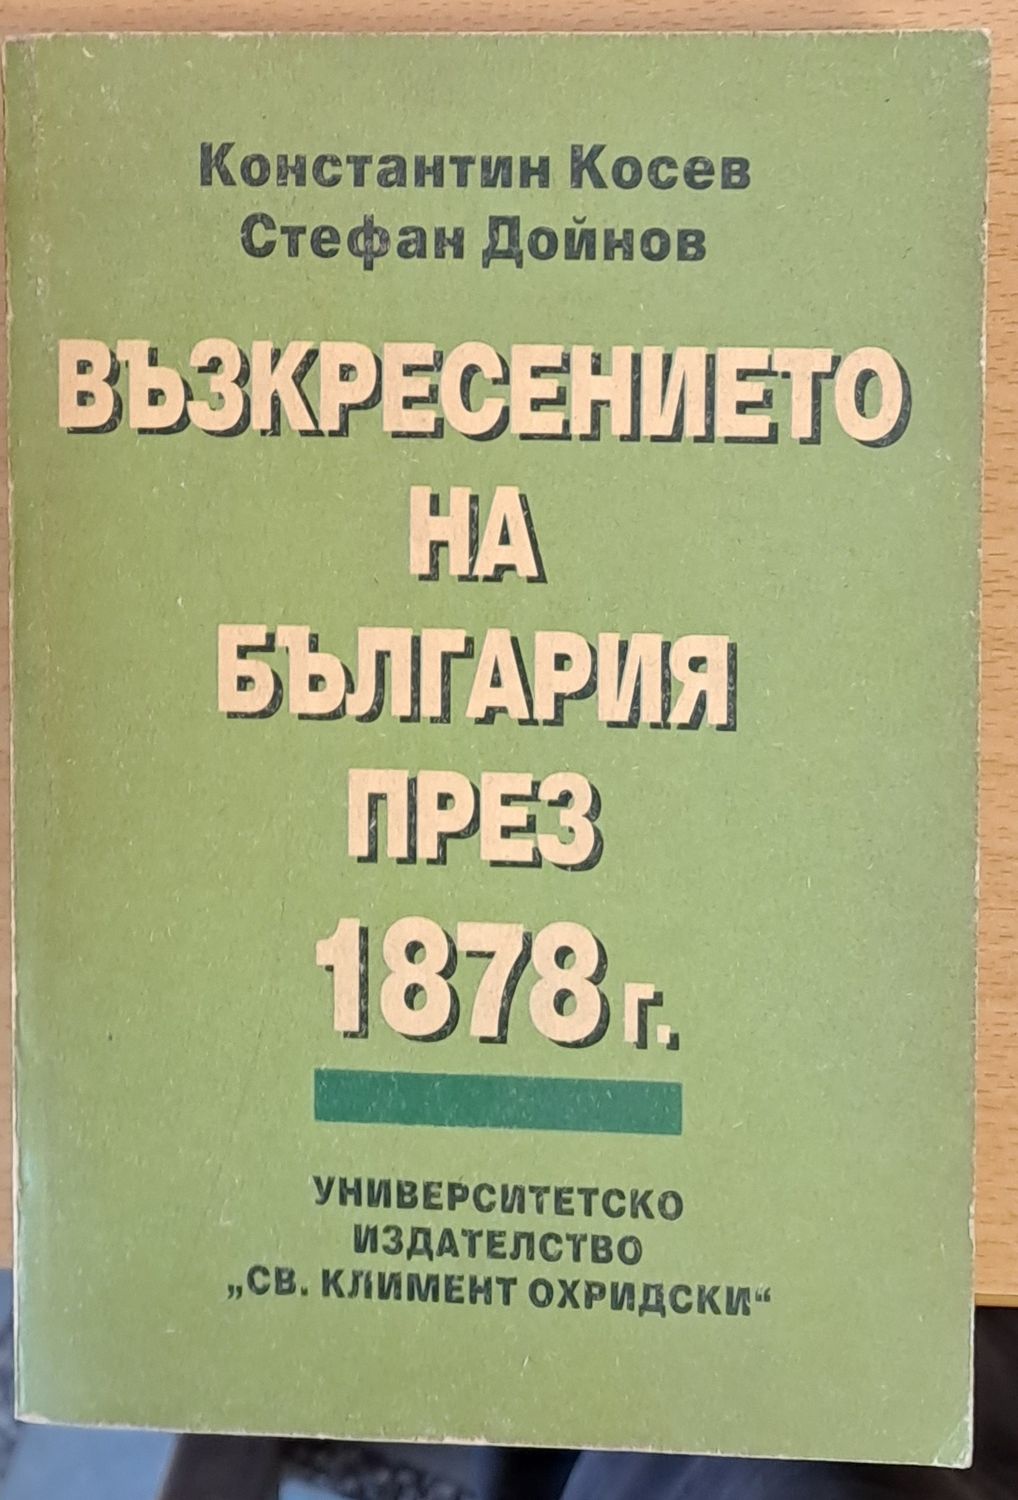 Константин Косев
Стефан Дойнов
ВЪЗКРЕСЕНИЕТО
НА
БЪЛГАРИЯ
ПРЕЗ
1878 г.
УНИВЕРСИТЕТСКО
ИЗДАТЕЛСТВО
„СВ. КЛИМЕНТ ОХРИДСКИ“